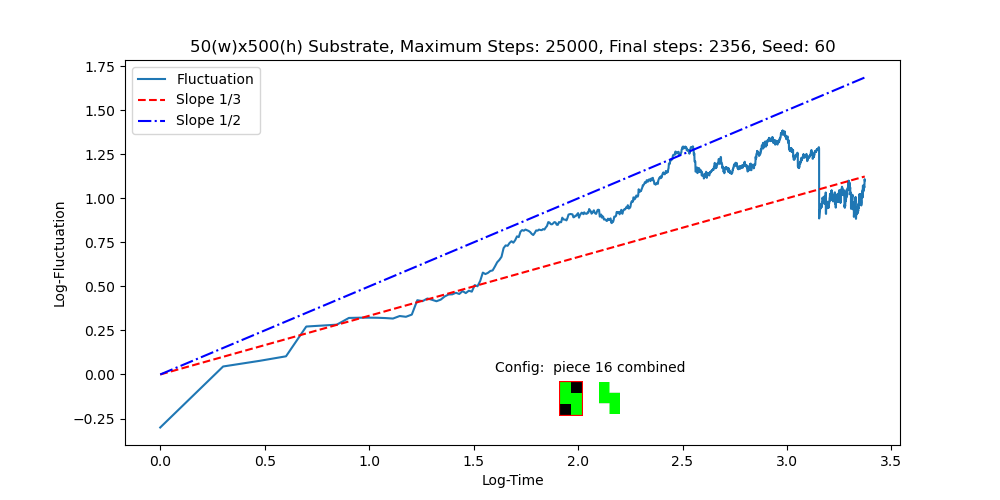 50(w)x500(h) Substrate, Maximum Steps: 25000, Final steps: 2356, Seed: 60
1.75
1.50
1.25
1.00
0.75
0.50
0.25
0.00
−0.25
Log-Fluctuation
Fluctuation
Slope 1/3
Slope 1/2
Config:  piece 16 combined
0.0 0.5 1.0 1.5 2.0 2.5 3.0 3.5
Log-Time